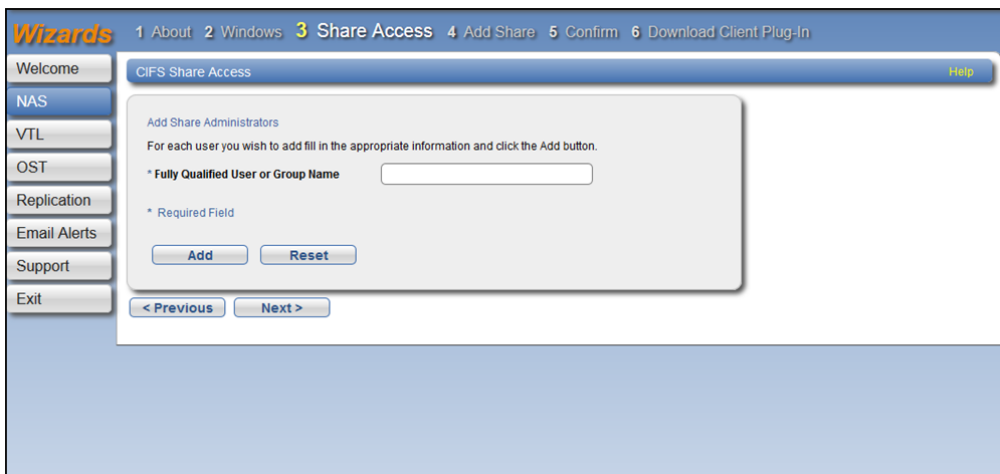 Wizards
1 About 2 Windows 3 Share Access 4 Add Share 5 Confirm 6 Download Client Plug-In
Welcome
NAS
VTL
OST
Replication
Email Alerts
Support
Exit
CIFS Share Access
Help
Add Share Administrators
For each user you wish to add fill in the appropriate information and click the Add button.
* Fully Qualified User or Group Name
* Required Field
Add
Reset
< Previous
Next >